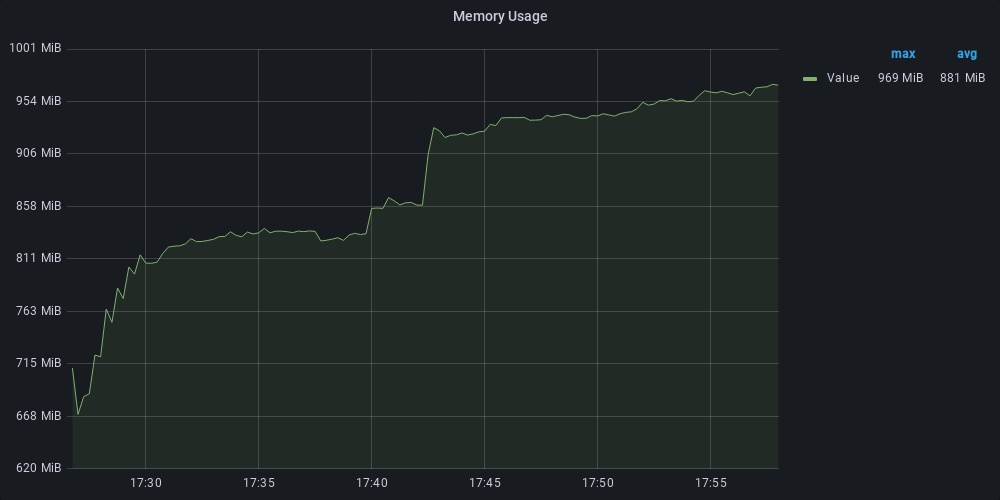 Memory Usage
1001 MiB
954 MiB
906 MiB
858 MiB
811 MiB
763 MiB
715 MiB
668 MiB
620 MiB
17:30 17:35 17:40 17:45 17:50 17:55
max avg
Value 969 MiB 881 MiB